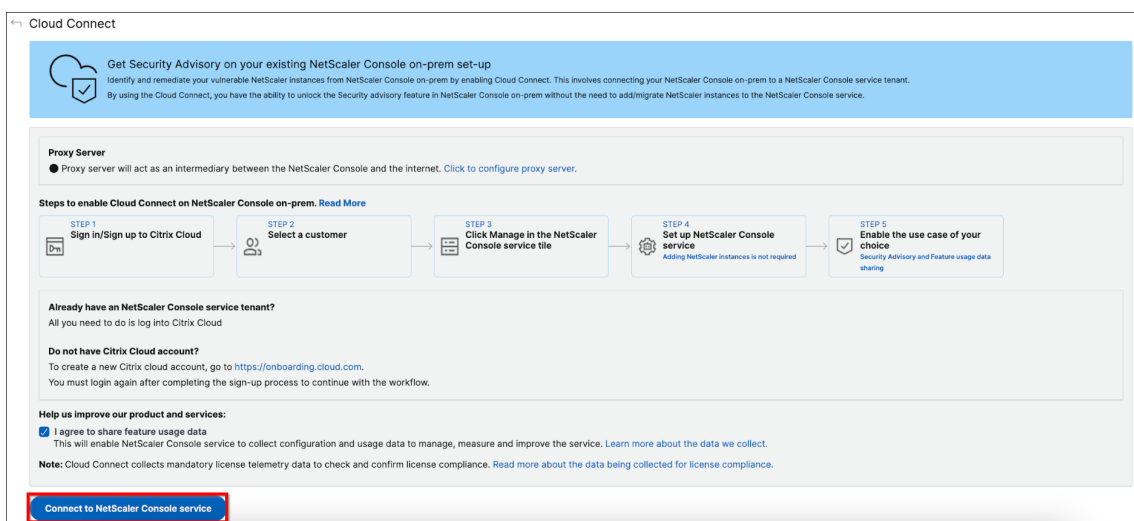 Cloud Connect
Get Security Advisory on your existing NetScaler Console on-prem set-up
Identify and remediate your vulnerable NetScaler instances from NetScaler Console on-prem by enabling Cloud Connect. This involves connecting your NetScaler Console on-prem to a NetScaler Console service tenant.
By using the Cloud Connect, you have the ability to unlock the Security advisory feature in NetScaler Console on-prem without the need to add/migrate NetScaler instances to the NetScaler Console service.
Proxy Server
Proxy server will act as an intermediary between the NetScaler Console and the internet. Click to configure proxy server.
Steps to enable Cloud Connect on NetScaler Console on-prem. Read More
STEP 1
Sign in/Sign up to Citrix Cloud
STEP 2
Select a customer
STEP 3
Click Manage in the NetScaler
Console service tile
STEP 4
Set up NetScaler Console
service
Adding NetScaler instances is not required
STEP 5
Enable the use case of your
choice
Security Advisory and Feature usage data
sharing
Already have an NetScaler Console service tenant?
All you need to do is log into Citrix Cloud
Do not have Citrix Cloud account?
To create a new Citrix cloud account, go to https://onboarding.cloud.com.
You must login again after completing the sign-up process to continue with the workflow.
Help us improve our product and services:
I agree to share feature usage data
This will enable NetScaler Console service to collect configuration and usage data to manage, measure and improve the service. Learn more about the data we collect.
Note: Cloud Connect collects mandatory license telemetry data to check and confirm license compliance. Read more about the data being collected for license compliance.
Connect to NetScaler Console service